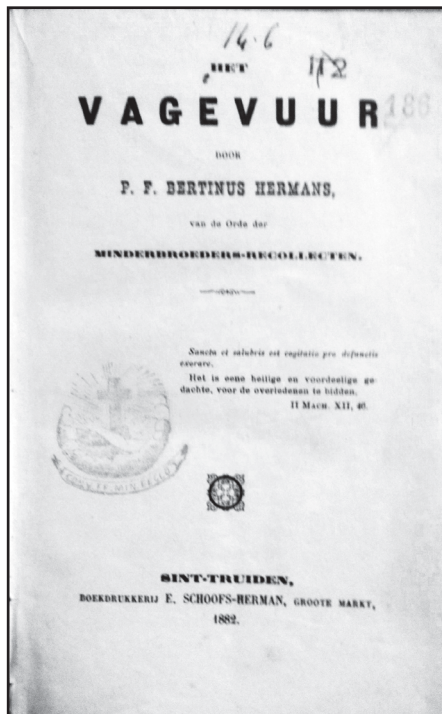 14.6
HET 112
VAGEVUUR 186
DOOR
P. F. BERTINUS HERMANS,
van de Orde der
MINDERBROEDERS-RECOLLECTEN.
Sancta et salubris est cogitatio pro defunctis
exorare.
Het is eene heilige en voordeelige ge-
dachte, voor de overledenen te bidden.
II Mach. XII, 46.
SINT-TRUIDEN,
BOEKDRUKKERIJ E. SCHOOFS-HERMAN, GROOTE MARKT,
1882.